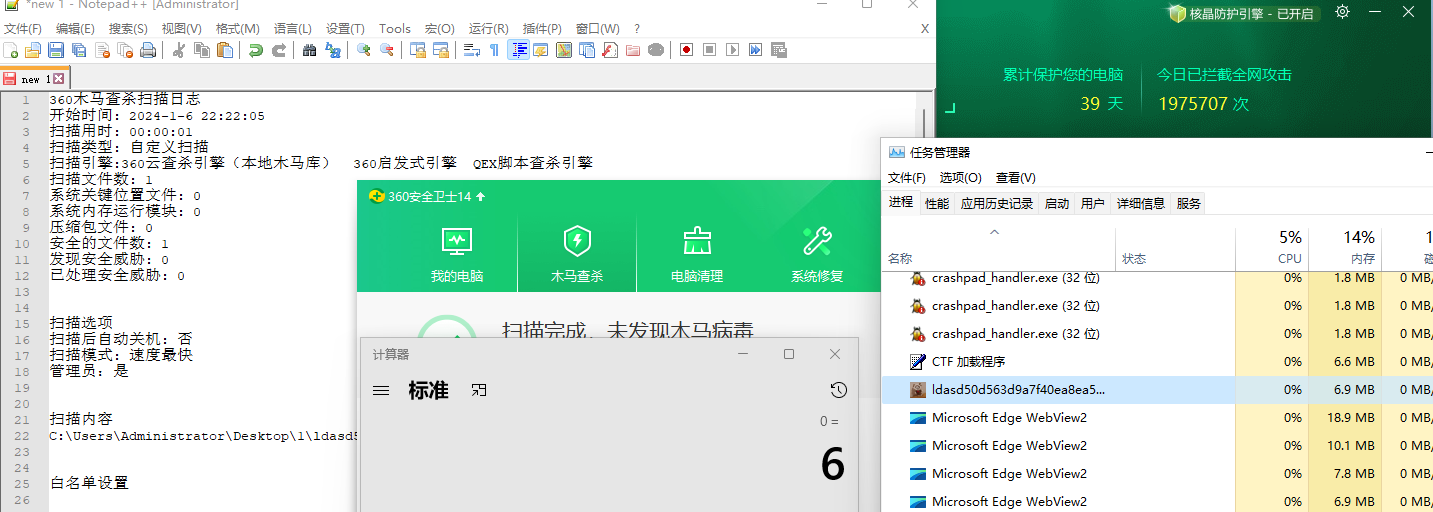 *new 1 - Notepad++ [Administrator]
文件(F) 编辑(E) 搜索(S) 视图(V) 格式(M) 语言(L) 设置(T) Tools 宏(O) 运行(R) 插件(P) 窗口(W) ? X
new 1
1 360木马查杀扫描日志
2 开始时间: 2024-1-6 22:22:05
3 扫描用时: 00:00:01
4 扫描类型: 自定义扫描
5 扫描引擎:360云查杀引擎（本地木马库） 360启发式引擎 QEX脚本查杀引擎
6 扫描文件数: 1
7 系统关键位置文件: 0
8 系统内存运行模块: 0
9 压缩包文件: 0
10 安全的文件数: 1
11 发现安全威胁: 0
12 已处理安全威胁: 0
13
14
15 扫描选项
16 扫描后自动关机: 否
17 扫描模式: 速度最快
18 管理员: 是
19
20
21 扫描内容
22 C:\Users\Administrator\Desktop\1\ldasd5
23
24
25 白名单设置
26
360安全卫士14
我的电脑 木马查杀 电脑清理 系统修复
扫描完成，未发现木马病毒
计算器
标准
0 =
6
核晶防护引擎 - 已开启
累计保护您的电脑 今日已拦截全网攻击
39 天 1975707 次
任务管理器
文件(F) 选项(O) 查看(V)
进程 性能 应用历史记录 启动 用户 详细信息 服务
5% 14% 1
名称 状态 CPU 内存
crashpad_handler.exe (32 位) 0% 1.8 MB 0 MB/
crashpad_handler.exe (32 位) 0% 1.8 MB 0 MB/
crashpad_handler.exe (32 位) 0% 1.8 MB 0 MB/
CTF 加载程序 0% 6.6 MB 0 MB/
ldasd50d563d9a7f40ea8ea5... 0% 6.9 MB 0 MB/
Microsoft Edge WebView2 0% 18.9 MB 0 MB/
Microsoft Edge WebView2 0% 10.1 MB 0 MB/
Microsoft Edge WebView2 0% 7.8 MB 0 MB/
Microsoft Edge WebView2 0% 6.9 MB 0 MB/